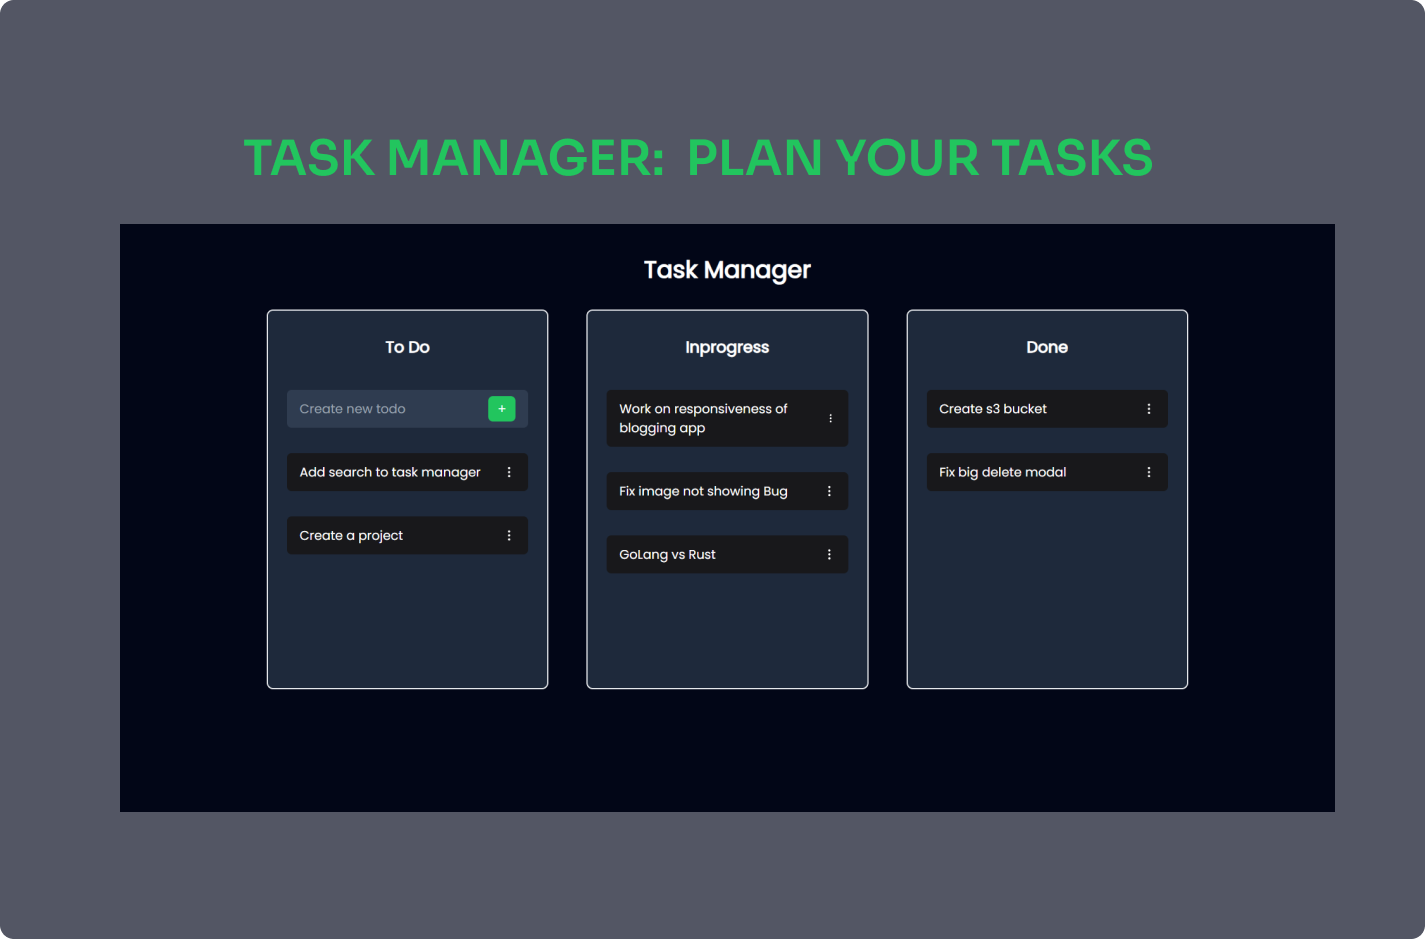 TASK MANAGER: PLAN YOUR TASKS
Task Manager
To Do
Create new todo
+
Add search to task manager
Create a project
Inprogress
Work on responsiveness of
blogging app
Fix image not showing Bug
GoLang vs Rust
Done
Create s3 bucket
Fix big delete modal